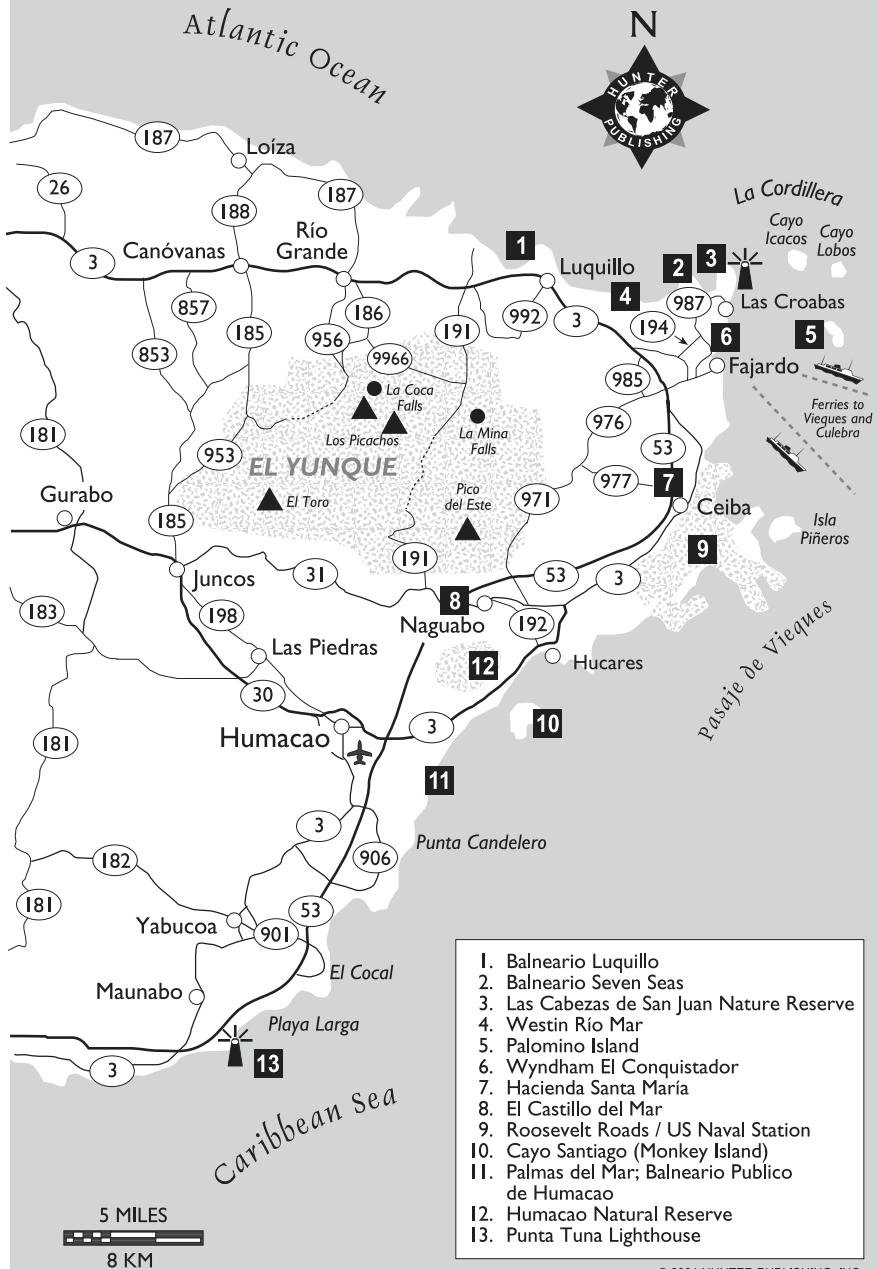 Atlantic Ocean
N
HUNTER
PUBLISHING
187
Loíza
26
188
187
La Cordillera
Cayo
Icacos
Cayo
Lobos
Río
Grande
Canóvanas
3
1
Luquillo
2
3
4
987
Las Croabas
857
186
185
956
191
992
3
194
6
5
853
9966
Fajardo
985
La Coca
Falls
Los Picachos
La Mina
Falls
976
Ferries to
Vieques and
Culebra
181
953
EL YUNQUE
53
Gurabo
El Toro
Pico
del Este
971
977
7
Ceiba
185
Isla
Piñeros
9
191
Juncos
31
53
3
183
198
8
Naguabo
192
Las Piedras
12
Hucares
Pasaje de Vieques
30
10
181
Humacao
3
11
3
Punta Candelero
182
906
181
53
Yabucoa
901
El Cocal
Maunabo
Playa Larga
3
13
Caribbean Sea
1. Balneario Luquillo
2. Balneario Seven Seas
3. Las Cabezas de San Juan Nature Reserve
4. Westin Río Mar
5. Palomino Island
6. Wyndham El Conquistador
7. Hacienda Santa María
8. El Castillo del Mar
9. Roosevelt Roads / US Naval Station
10. Cayo Santiago (Monkey Island)
11. Palmas del Mar; Balneario Publico
de Humacao
12. Humacao Natural Reserve
13. Punta Tuna Lighthouse
5 MILES
8 KM